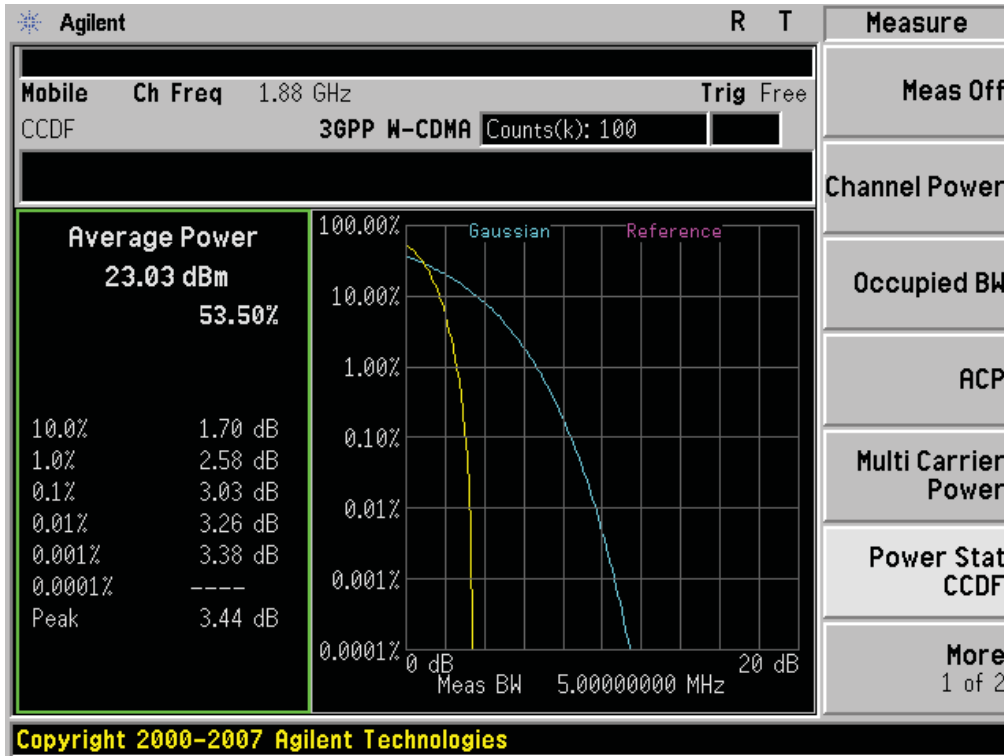 Agilent R T Measure
Mobile Ch Freq 1.88 GHz Trig Free
CCDF 3GPP W-CDMA Counts(k): 100
Average Power
23.03 dBm
53.50%
10.0% 1.70 dB
1.0% 2.58 dB
0.1% 3.03 dB
0.01% 3.26 dB
0.001% 3.38 dB
0.0001% ----
Peak 3.44 dB
100.00% Gaussian Reference
10.00%
1.00%
0.10%
0.01%
0.001%
0.0001%
0 dB 20 dB
Meas BW 5.00000000 MHz
Meas Off
Channel Power
Occupied BW
ACP
Multi Carrier
Power
Power Stat
CCDF
More
1 of 2
Copyright 2000-2007 Agilent Technologies